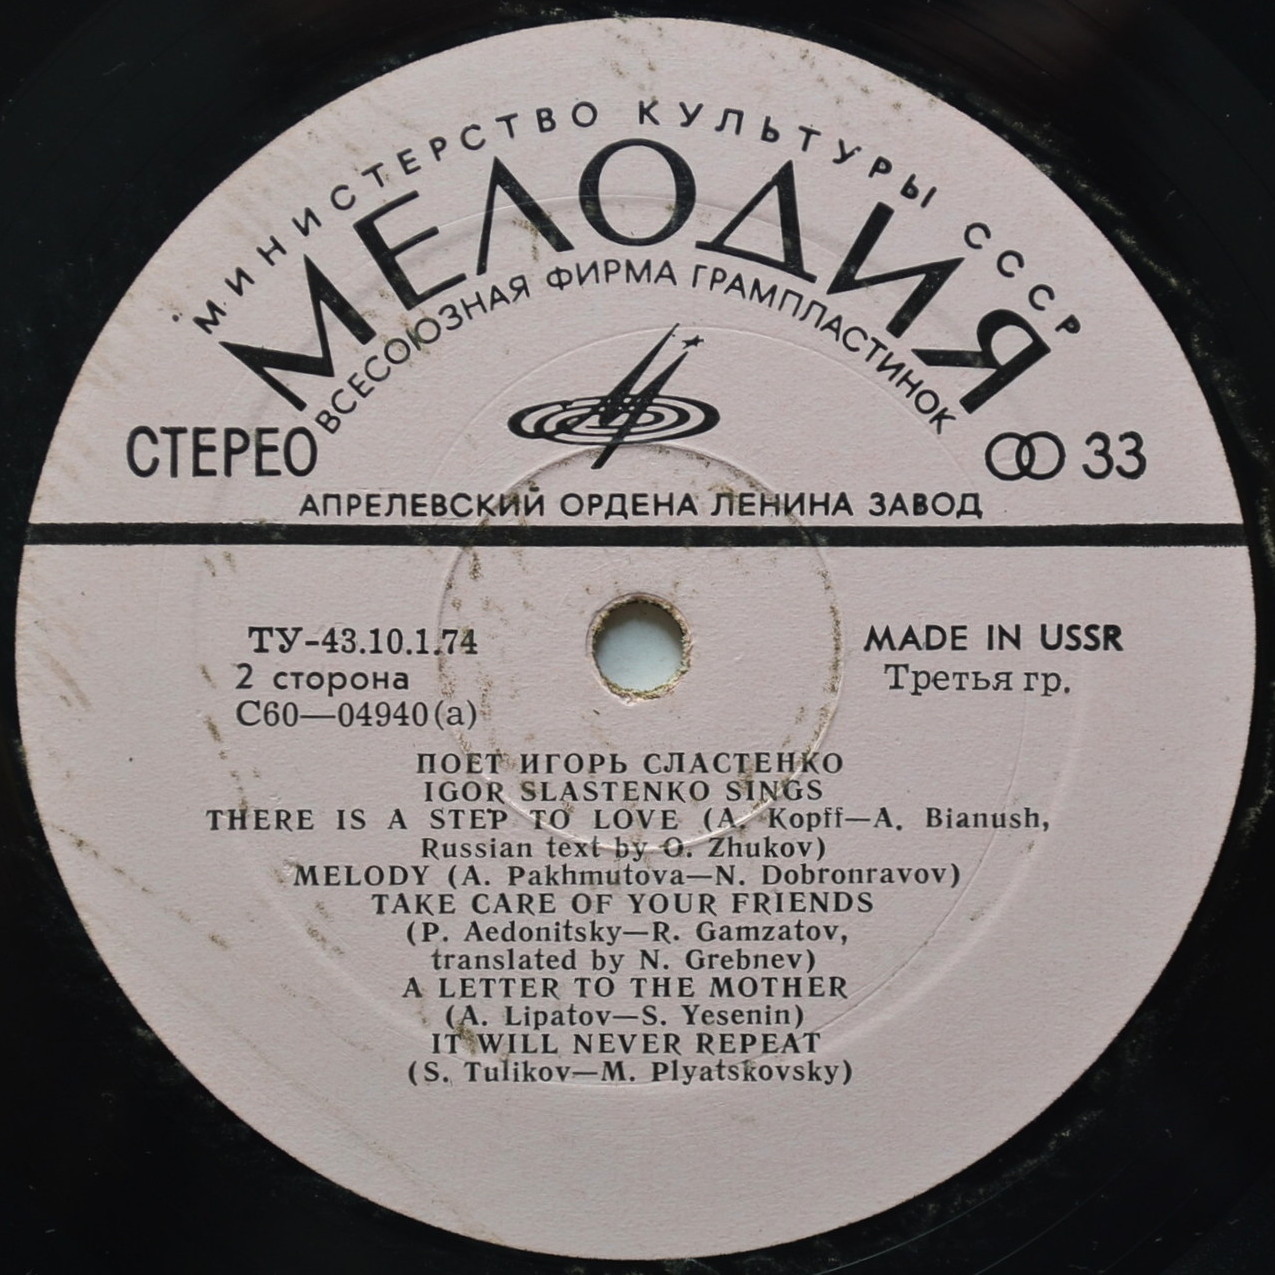 МИНИСТЕРСТВО КУЛЬТУРЫ СССР
МЕЛОДИЯ
ВСЕСОЮЗНАЯ ФИРМА ГРАМПЛАСТИНОК
СТЕРЕО
33
АПРЕЛЕВСКИЙ ОРДЕНА ЛЕНИНА ЗАВОД
ТУ-43.10.1.74
2 сторона
С60—04940(а)
MADE IN USSR
Третья гр.
ПОЕТ ИГОРЬ СЛАСТЕНКО
IGOR SLASTENKO SINGS
THERE IS A STEP TO LOVE (A. Kopff—A. Bianush,
Russian text by O. Zhukov)
MELODY (A. Pakhmutova—N. Dobronravov)
TAKE CARE OF YOUR FRIENDS
(P. Aedonitsky—R. Gamzatov,
translated by N. Grebnev)
A LETTER TO THE MOTHER
(A. Lipatov—S. Yesenin)
IT WILL NEVER REPEAT
(S. Tulikov—M. Plyatskovsky)